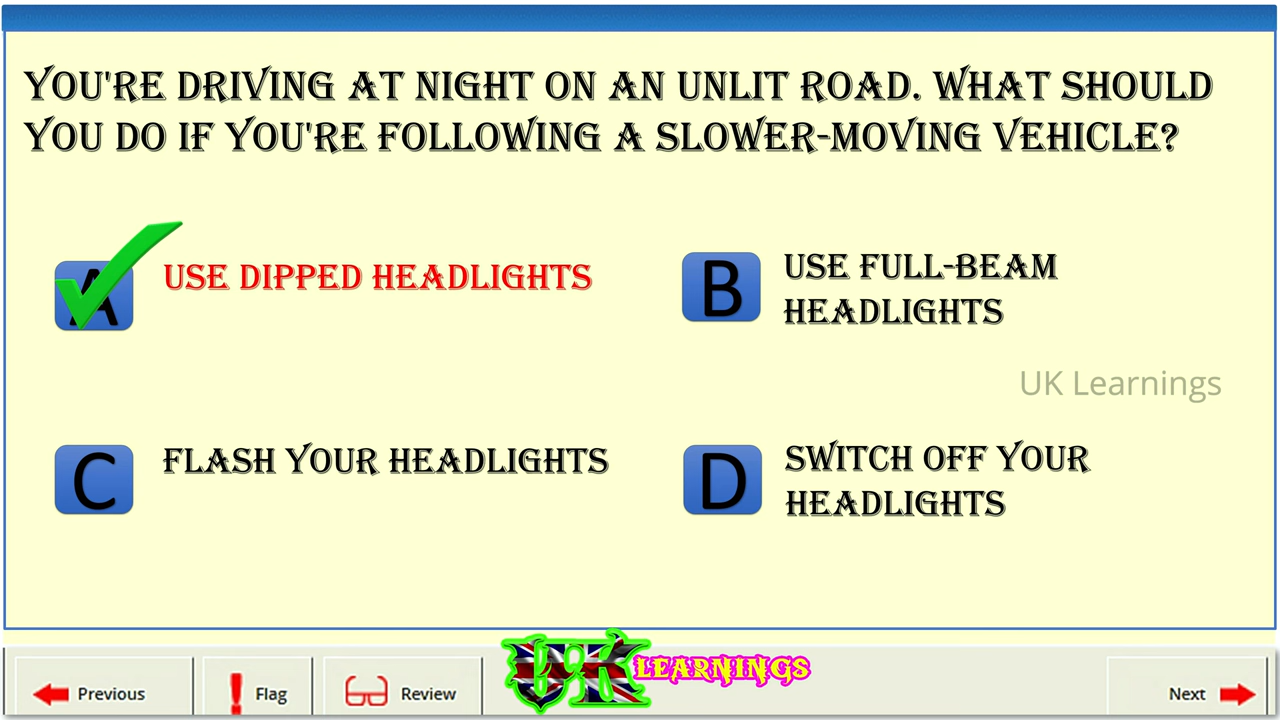 YOU'RE DRIVING AT NIGHT ON AN UNLIT ROAD. WHAT SHOULD
YOU DO IF YOU'RE FOLLOWING A SLOWER-MOVING VEHICLE?
A
USE DIPPED HEADLIGHTS
B
USE FULL-BEAM
HEADLIGHTS
UK Learnings
C
FLASH YOUR HEADLIGHTS
D
SWITCH OFF YOUR
HEADLIGHTS
Previous
Flag
Review
UK LEARNINGS
Next